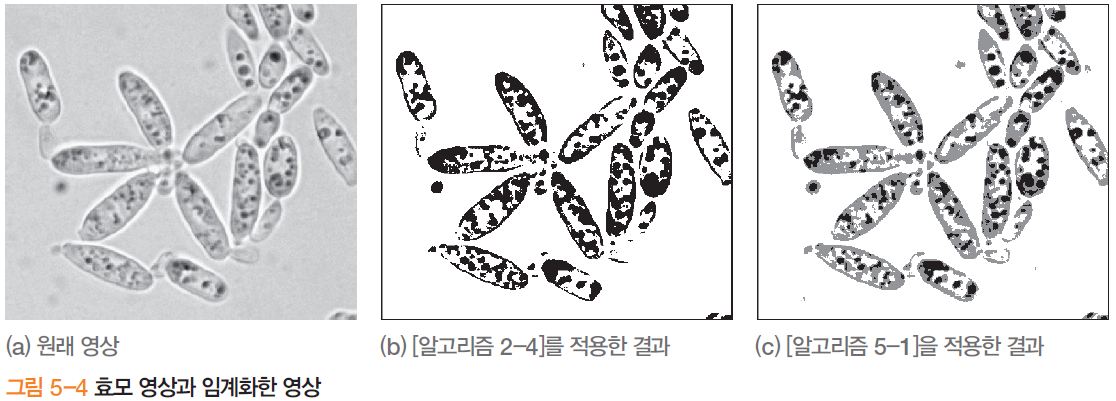 (a) 원래 영상
(b) [알고리즘 2-4]를 적용한 결과
(c) [알고리즘 5-1]을 적용한 결과
그림 5-4 효모 영상과 임계화한 영상